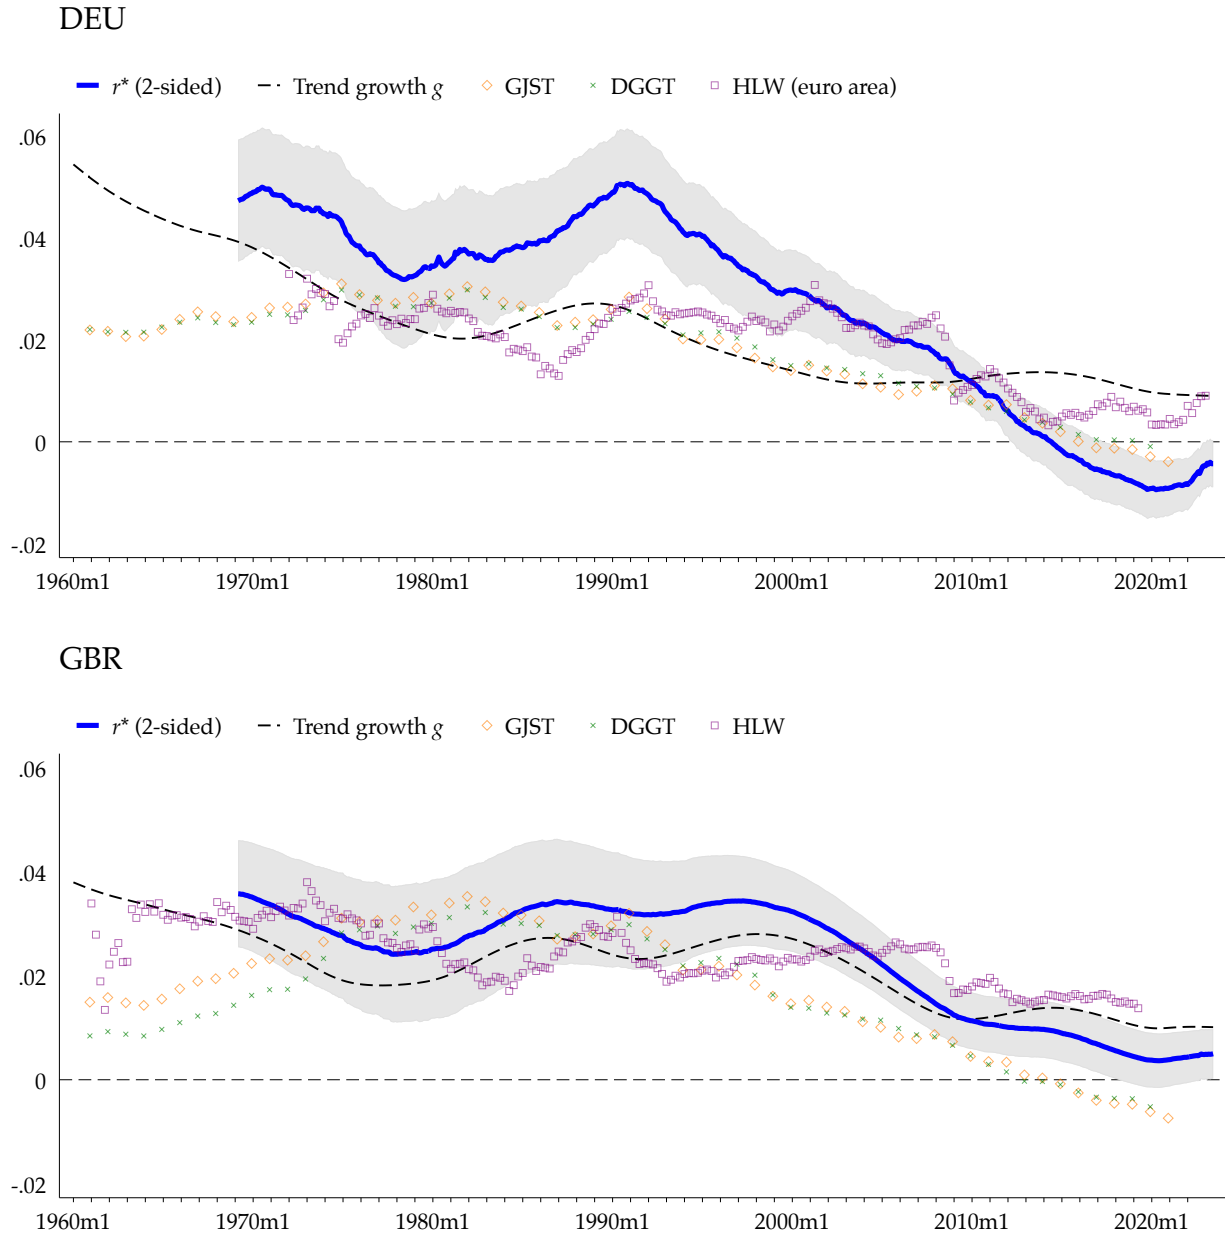 DEU
r* (2-sided) Trend growth g GJST DGGT HLW (euro area)
.06
.04
.02
0
-.02
1960m1 1970m1 1980m1 1990m1 2000m1 2010m1 2020m1
GBR
r* (2-sided) Trend growth g GJST DGGT HLW
.06
.04
.02
0
-.02
1960m1 1970m1 1980m1 1990m1 2000m1 2010m1 2020m1